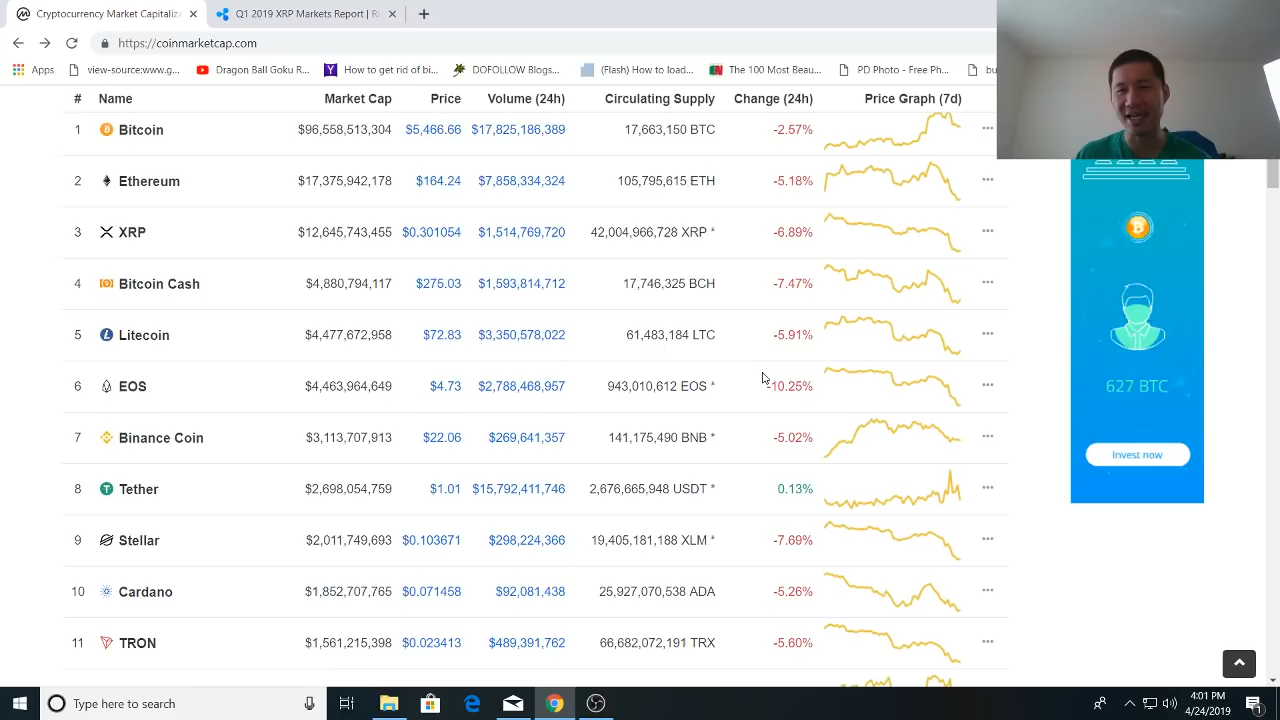 Cryptocurrency Market Capitaliz
Q1 2019 XRP Markets Report | Ri
https://coinmarketcap.com
Apps view-source:www.g... Dragon Ball Goku ... How to get rid of bi... DOFOLLOW Blogs... (Flash) How to load... The 100 Most Beau... PD Photo - Free Ph... bu
# Name Market Cap Price Volume (24h) Circulating Supply Change (24h) Price Graph (7d)
1 Bitcoin $96,558,513,304 $5,466.66 $17,825,186,389 17,663,150 BTC
2 Ethereum $164.24 $7,858,334,324 105,795,615 ETH -5.18%
3 XRP $12,645,743,455 $0.301054 $1,514,769,720 42,004,966,728 XRP * -6.89%
4 Bitcoin Cash $4,880,794,117 $275.03 $1,593,814,712 17,746,325 BCH -7.47%
5 Litecoin $4,477,672,958 $72.83 $3,350,578,022 61,483,184 LTC -5.91%
6 EOS $4,463,964,649 $4.73 $2,788,468,957 943,010,612 EOS * -10.25%
7 Binance Coin $3,113,707,913 $22.06 $269,641,357 141,175,490 BNB * -5.02%
8 Tether $2,698,054,759 $1.01 $15,792,411,746 2,676,665,948 USDT * 0.13%
9 Stellar $2,011,749,693 $0.103671 $298,224,366 19,405,181,188 XLM * -7.69%
10 Cardano $1,852,707,765 $0.071458 $92,081,768 25,927,070,538 ADA -5.26%
11 TRON $1,561,215,398 $0.023413 $489,391,762 66,682,072,191 TRX -5.60%
627 BTC
Invest now
Type here to search
4:01 PM
4/24/2019